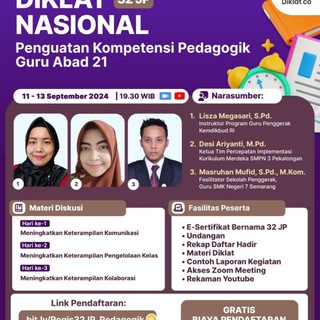 Diklat.co
DIKLAT 32 JP
NASIONAL
Penguatan Kompetensi Pedagogik
Guru Abad 21
11 - 13 September 2024 | 19.30 WIB
Narasumber:
1. Lisza Megasari, S.Pd.
Instruktur Program Guru Penggerak
Kemdikbud RI
2. Desi Ariyanti, M.Pd.
Ketua Tim Percepatan Implementasi
Kurikulum Merdeka SMPN 3 Pekalongan
3. Masruhan Mufid, S.Pd., M.Kom.
Fasilitator Sekolah Penggerak,
Guru SMK Negeri 7 Semarang
1
2
3
Materi Diskusi
Hari ke-1
Meningkatkan Keterampilan Komunikasi
Hari ke-2
Meningkatkan Keterampilan Pengelolaan Kelas
Hari ke-3
Meningkatkan Keterampilan Kolaborasi
Fasilitas Peserta
• E-Sertifikat Bernama 32 JP
• Undangan
• Rekap Daftar Hadir
• Materi Diklat
• Contoh Laporan Kegiatan
• Akses Zoom Meeting
• Rekaman Youtube
Link Pendaftaran:
bit.ly/Regis32JP_Pedagogik
GRATIS
BIAYA PENDAFTARAN